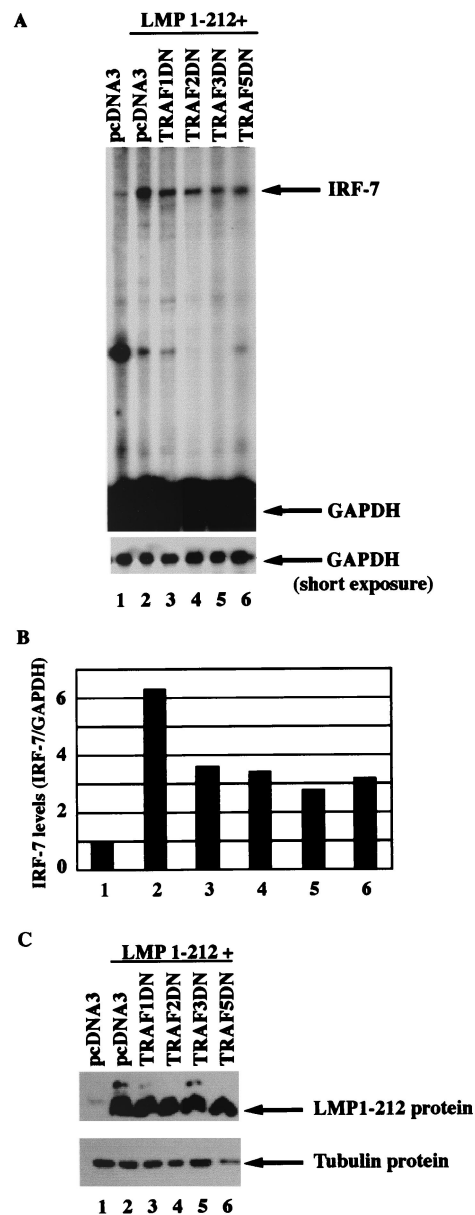 A
LMP 1-212+
pcDNA3
pcDNA3
TRAF1DN
TRAF2DN
TRAF3DN
TRAF5DN
IRF-7
GAPDH
GAPDH
(short exposure)
1 2 3 4 5 6
B
IRF-7 levels (IRF-7/GAPDH)
6
4
2
0
1 2 3 4 5 6
C
LMP 1-212 +
pcDNA3
pcDNA3
TRAF1DN
TRAF2DN
TRAF3DN
TRAF5DN
LMP1-212 protein
Tubulin protein
1 2 3 4 5 6